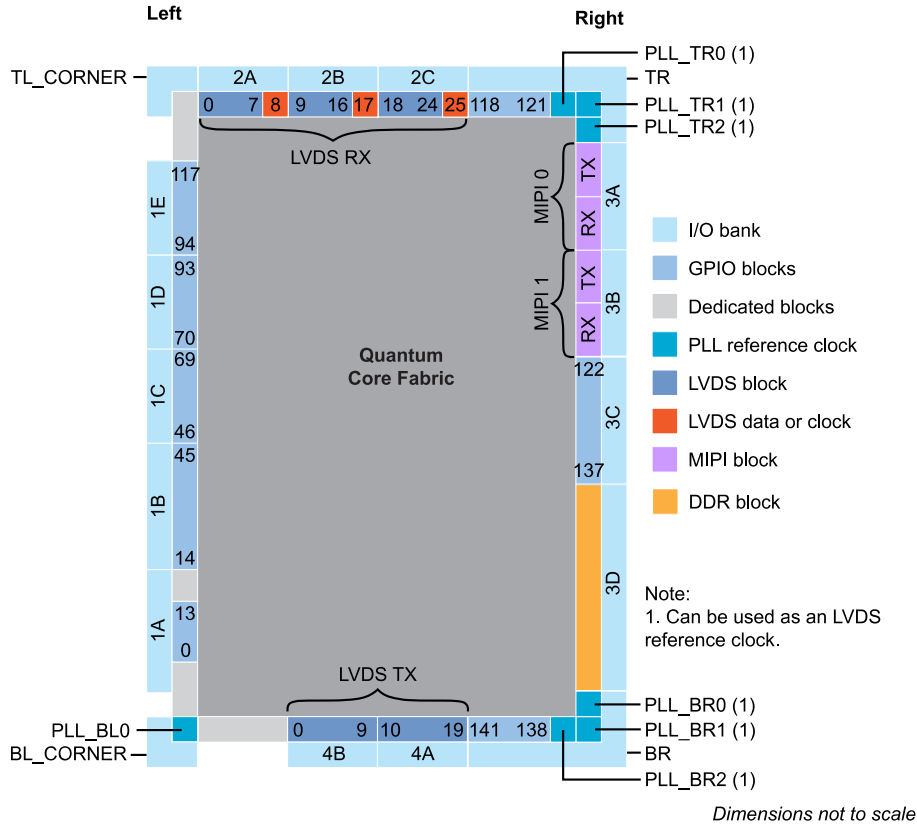 Left
Right
PLL_TR0 (1)
TL_CORNER
2A
2B
2C
TR
0
7
8
9
16
17
18
24
25
118
121
PLL_TR1 (1)
PLL_TR2 (1)
LVDS RX
117
1E
94
93
1D
70
69
1C
46
45
1B
14
1A
13
0
MIPI 0
TX
RX
3A
MIPI 1
TX
RX
3B
Quantum
Core Fabric
122
3C
137
3D
I/O bank
GPIO blocks
Dedicated blocks
PLL reference clock
LVDS block
LVDS data or clock
MIPI block
DDR block
Note:
1. Can be used as an LVDS
reference clock.
LVDS TX
PLL_BR0 (1)
PLL_BL0
0
9
10
19
141
138
PLL_BR1 (1)
BL_CORNER
4B
4A
BR
PLL_BR2 (1)
Dimensions not to scale